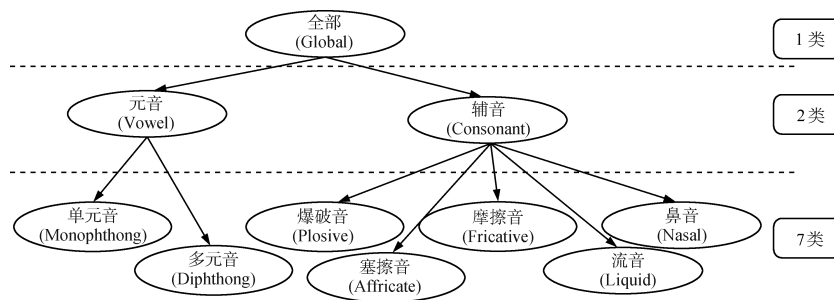 全部
(Global)
1 类
元音
(Vowel)
辅音
(Consonant)
2 类
单元音
(Monophthong)
爆破音
(Plosive)
摩擦音
(Fricative)
鼻音
(Nasal)
7 类
多元音
(Diphthong)
塞擦音
(Affricate)
流音
(Liquid)